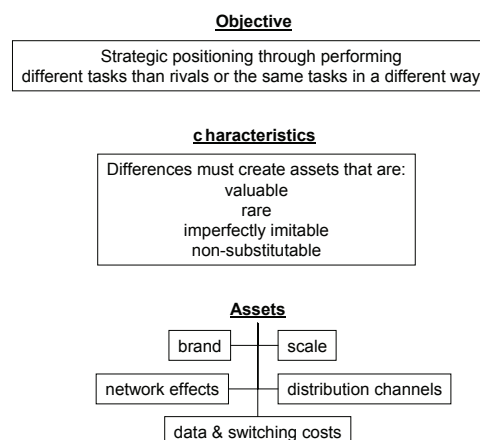 Objective
Strategic positioning through performing
different tasks than rivals or the same tasks in a different way
characteristics
Differences must create assets that are:
valuable
rare
imperfectly imitable
non-substitutable
Assets
brand
scale
network effects
distribution channels
data & switching costs